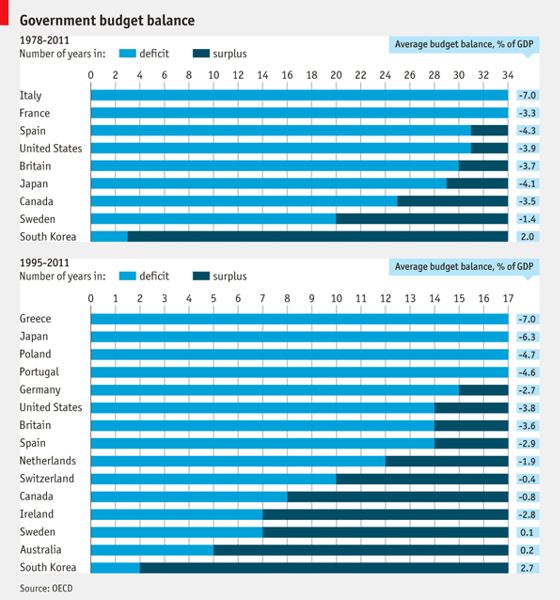 Government budget balance
1978-2011
Number of years in: deficit surplus
Average budget balance, % of GDP
0 2 4 6 8 10 12 14 16 18 20 22 24 26 28 30 32 34
Italy -7.0
France -3.3
Spain -4.3
United States -3.9
Britain -3.7
Japan -4.1
Canada -3.5
Sweden -1.4
South Korea 2.0
1995-2011
Number of years in: deficit surplus
Average budget balance, % of GDP
0 1 2 3 4 5 6 7 8 9 10 11 12 13 14 15 16 17
Greece -7.0
Japan -6.3
Poland -4.7
Portugal -4.6
Germany -2.7
United States -3.8
Britain -3.6
Spain -2.9
Netherlands -1.9
Switzerland -0.4
Canada -0.8
Ireland -2.8
Sweden 0.1
Australia 0.2
South Korea 2.7
Source: OECD